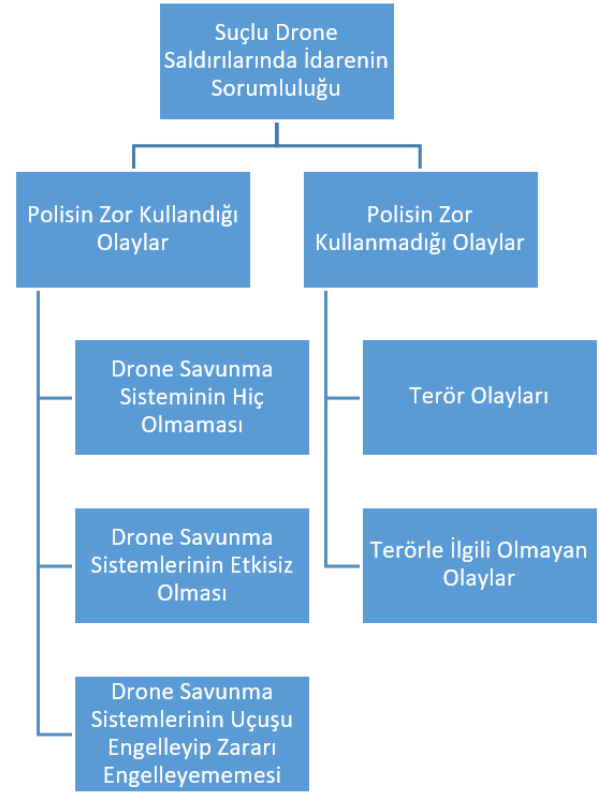 Suçlu Drone
Saldırılarında İdarenin
Sorumluluğu
Polisin Zor Kullandığı
Olaylar
Polisin Zor
Kullanmadığı Olaylar
Drone Savunma
Sisteminin Hiç
Olmaması
Terör Olayları
Drone Savunma
Sistemlerinin Etkisiz
Olması
Terörle İlgili Olmayan
Olaylar
Drone Savunma
Sistemlerinin Uçuşu
Engelleyip Zararı
Engelleyememesi